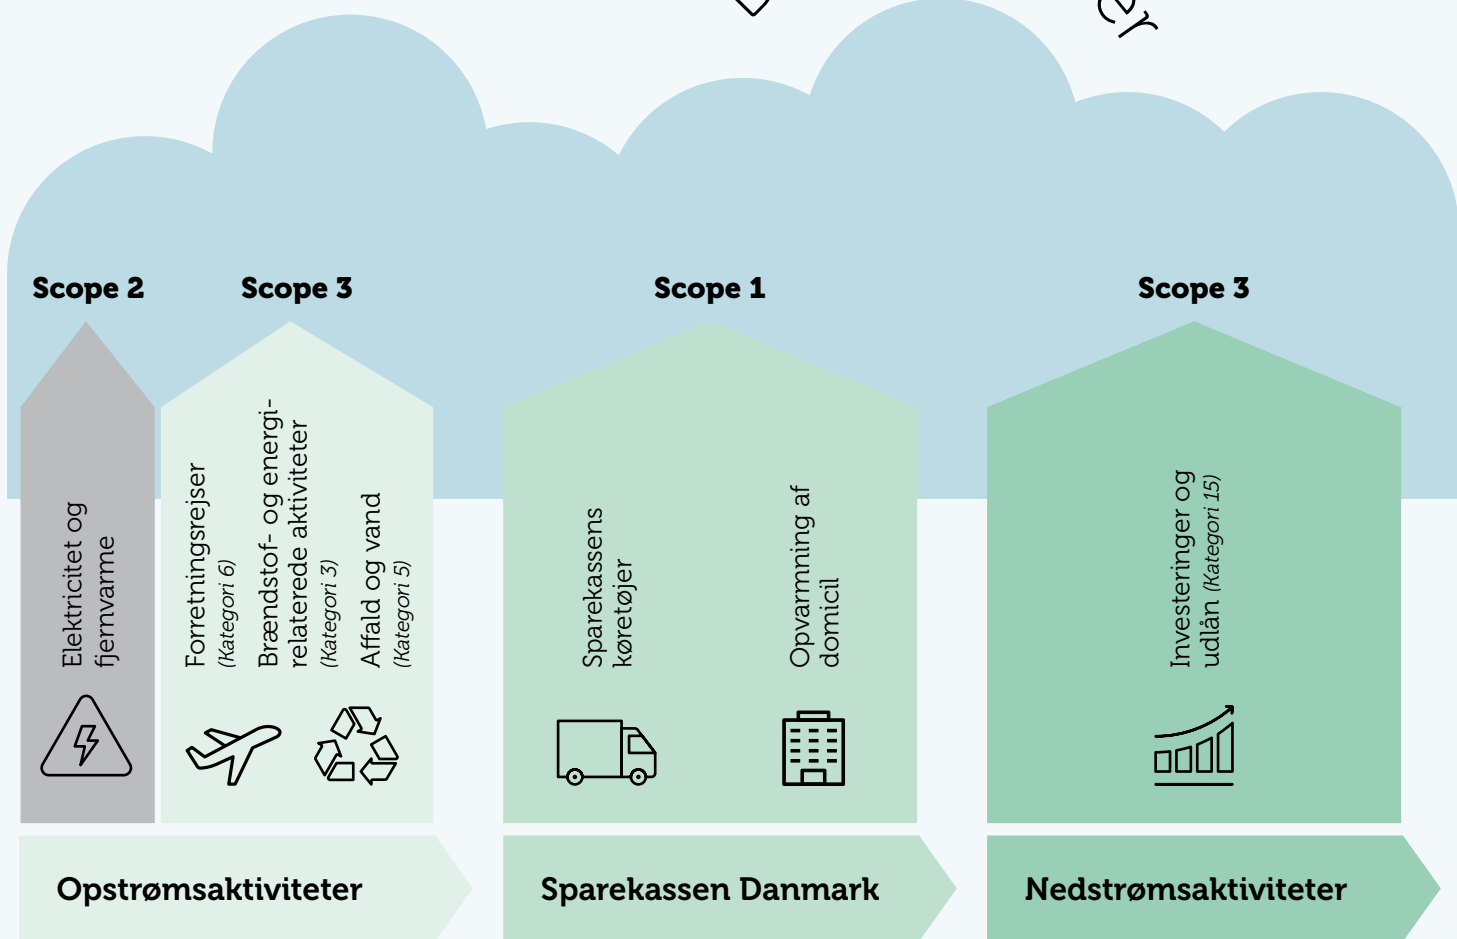 er
Scope 2
Scope 3
Scope 1
Scope 3
Elektricitet og
fjernvarme
Forretningsrejser
(Kategori 6)
Brændstof- og energi-
relaterede aktiviteter
(Kategori 3)
Affald og vand
(Kategori 5)
Sparekassens
køretøjer
Opvarmning af
domicil
Investeringer og
udlån (Kategori 15)
Opstrømsaktiviteter
Sparekassen Danmark
Nedstrømsaktiviteter